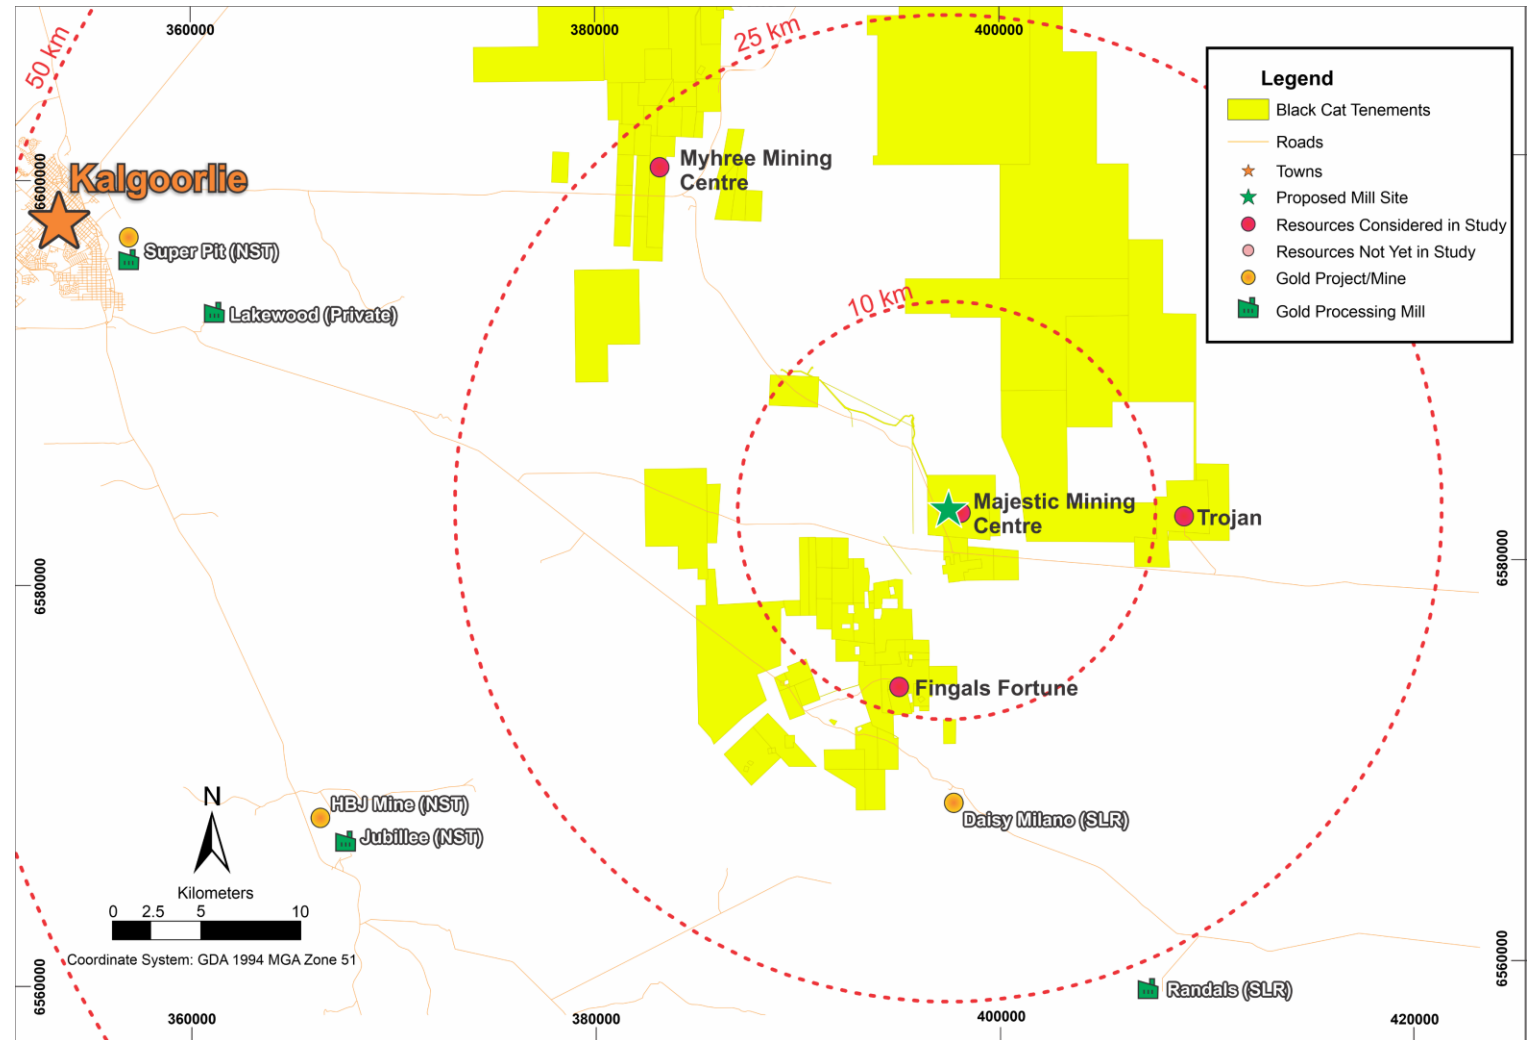 360000
380000
400000
50 km
25 km
Legend
Black Cat Tenements
Roads
Towns
Proposed Mill Site
Resources Considered in Study
Resources Not Yet in Study
Gold Project/Mine
Gold Processing Mill
6600000
Kalgoorlie
Myhree Mining
Centre
Super Pit (NST)
Lakewood (Private)
10 km
Majestic Mining
Centre
Trojan
6580000
6580000
Fingals Fortune
HBJ Mine (NST)
Jubillee (NST)
Daisy Milano (SLR)
N
Kilometers
0 2.5 5 10
Coordinate System: GDA 1994 MGA Zone 51
6560000
6560000
Randals (SLR)
360000
380000
400000
420000